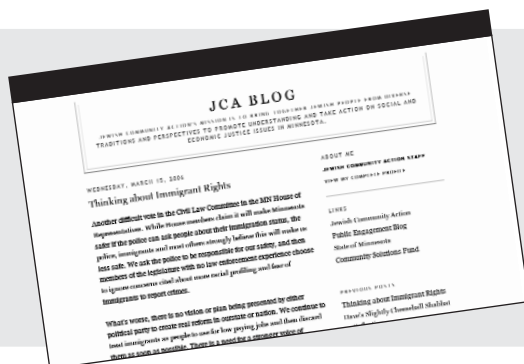 JCA BLOG
JEWISH COMMUNITY ACTION'S MISSION IS TO BRING TOGETHER JEWISH PEOPLE FROM DIVERSE
TRADITIONS AND PERSPECTIVES TO PROMOTE UNDERSTANDING AND TAKE ACTION ON SOCIAL AND
ECONOMIC JUSTICE ISSUES IN MINNESOTA.
WEDNESDAY, MARCH 15, 2006
Thinking about Immigrant Rights
Another difficult vote in the Civil Law Committee in the MN House of
Representatives. While House members claim it will make Minnesota
safer if the police can ask people about their immigration status, the
police, immigrants and most others strongly believe this will make us
less safe. We ask the police to be responsible for our safety, and then
members of the legislature with no law enforcement experience choose
to ignore concerns cited about more racial profiling and fear of
immigrants to report crimes.
What's worse, there is no vision or plan being presented by either
political party to create real reform in our state or nation. We continue to
treat immigrants as people to use for low paying jobs and then discard
them as soon as possible. There is a need for a stronger voice of
ABOUT ME
JEWISH COMMUNITY ACTION STAFF
VIEW MY COMPLETE PROFILE
LINKS
Jewish Community Action
Public Engagement Blog
State of Minnesota
Community Solutions Fund
PREVIOUS POSTS
Thinking about Immigrant Rights
Uzra's Slightly Cheeseball Shabbat